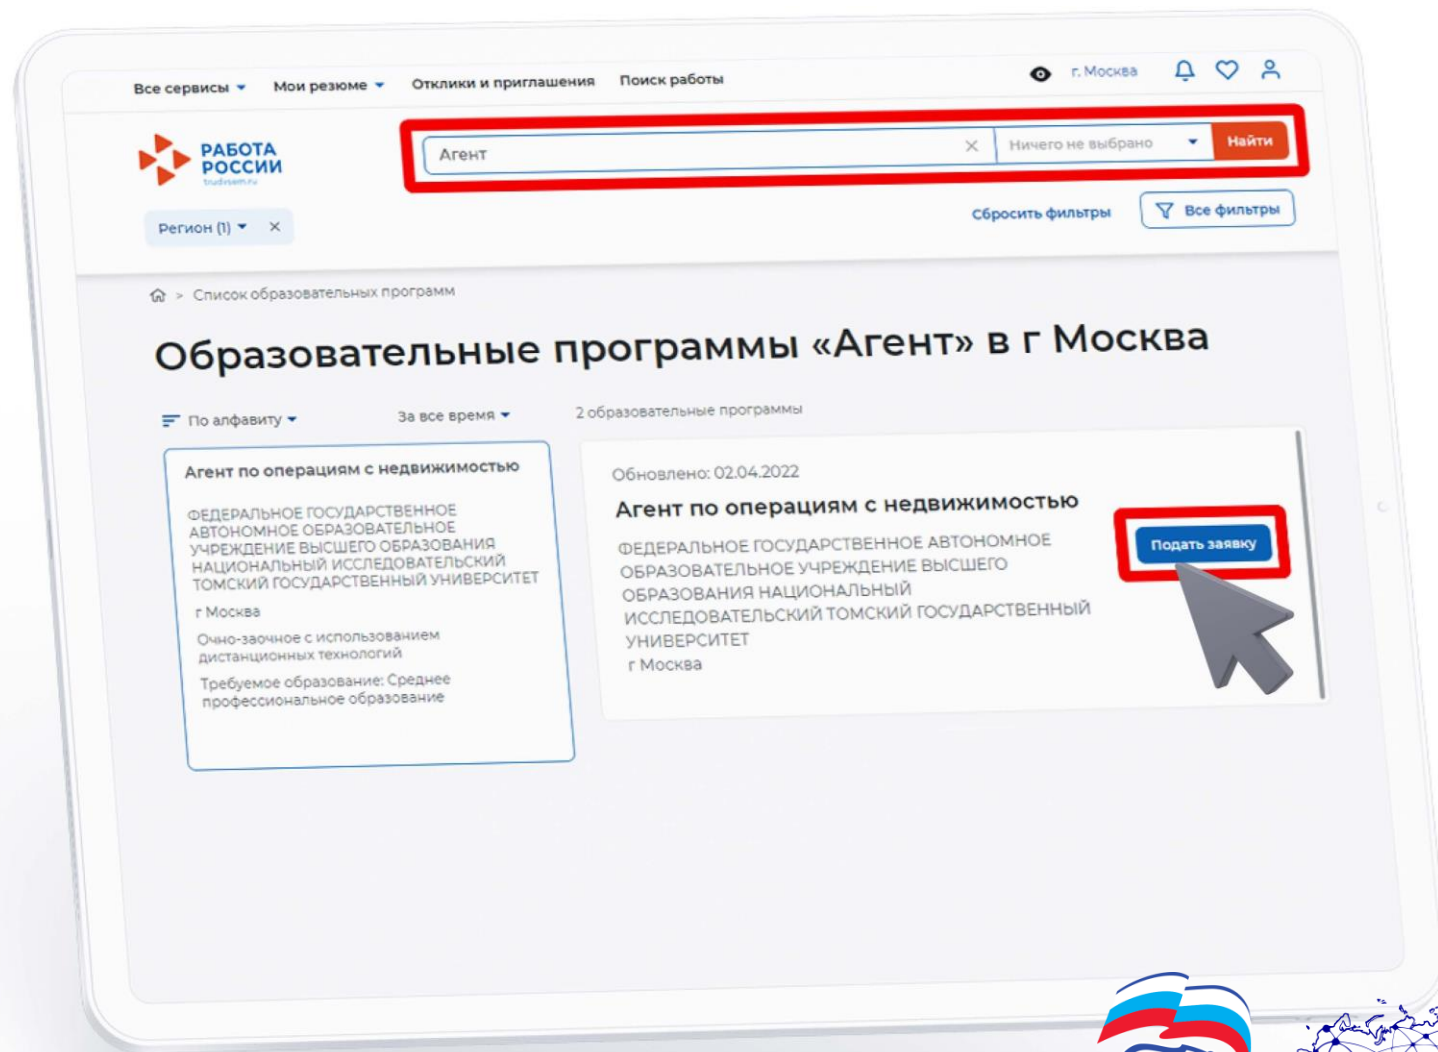 Все сервисы Мои резюме Отклики и приглашения Поиск работы г. Москва
РАБОТА
РОССИИ
trudvsem.ru
Агент Ничего не выбрано Найти
Регион (1) Сбросить фильтры Все фильтры
> Список образовательных программ
Образовательные программы «Агент» в г Москва
По алфавиту За все время 2 образовательные программы
Агент по операциям с недвижимостью
ФЕДЕРАЛЬНОЕ ГОСУДАРСТВЕННОЕ
АВТОНОМНОЕ ОБРАЗОВАТЕЛЬНОЕ
УЧРЕЖДЕНИЕ ВЫСШЕГО ОБРАЗОВАНИЯ
НАЦИОНАЛЬНЫЙ ИССЛЕДОВАТЕЛЬСКИЙ
ТОМСКИЙ ГОСУДАРСТВЕННЫЙ УНИВЕРСИТЕТ
г Москва
Очно-заочное с использованием
дистанционных технологий
Требуемое образование: Среднее
профессиональное образование
Обновлено: 02.04.2022
Агент по операциям с недвижимостью
ФЕДЕРАЛЬНОЕ ГОСУДАРСТВЕННОЕ АВТОНОМНОЕ
ОБРАЗОВАТЕЛЬНОЕ УЧРЕЖДЕНИЕ ВЫСШЕГО
ОБРАЗОВАНИЯ НАЦИОНАЛЬНЫЙ
ИССЛЕДОВАТЕЛЬСКИЙ ТОМСКИЙ ГОСУДАРСТВЕННЫЙ
УНИВЕРСИТЕТ
г Москва
Подать заявку